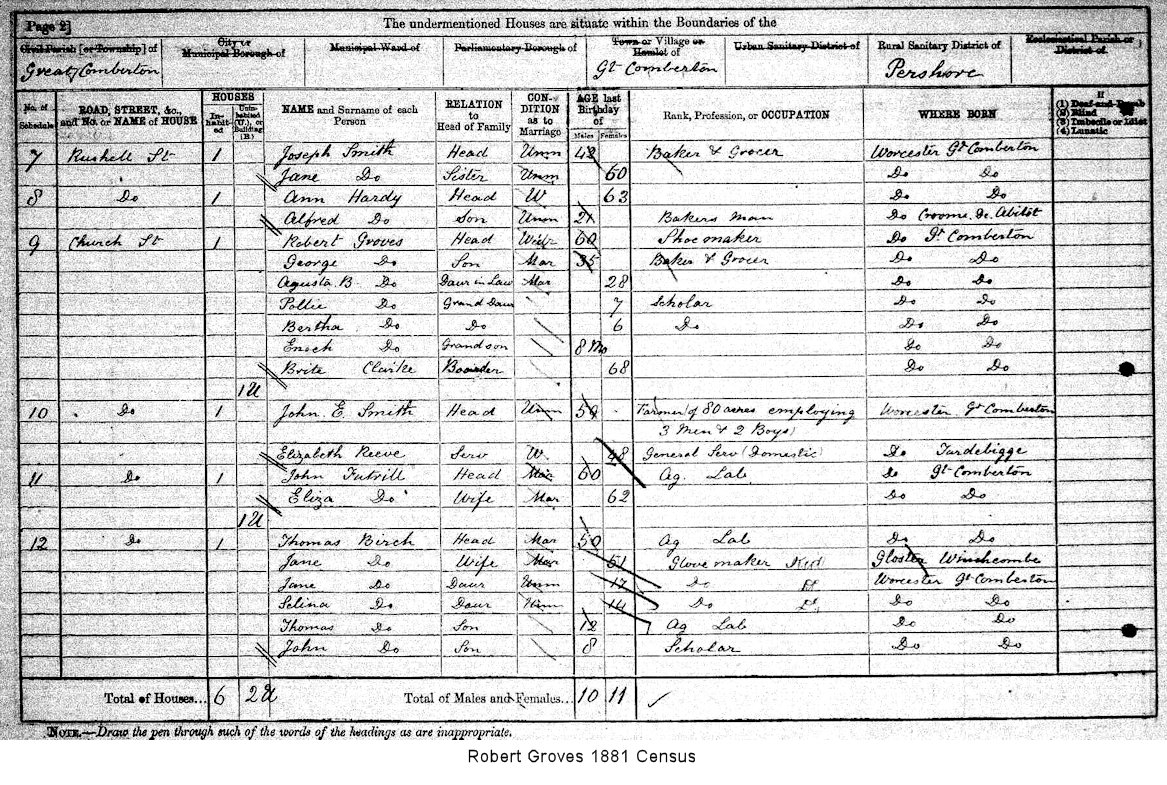 Page 2] The undermentioned Houses are situate within the Boundaries of the
Civil Parish [or Township] of City or Municipal Borough of Municipal Ward of Parliamentary Borough of Town or Village or Hamlet of Urban Sanitary District of Rural Sanitary District of Ecclesiastical Parish or District of
Great Comberton Gt Comberton Pershore
No. of Schedule ROAD, STREET, &c., and No. or NAME of HOUSE HOUSES Inhabited Uninhabited (U.), or Building (B.) NAME and Surname of each Person RELATION to Head of Family CONDITION as to Marriage AGE last Birthday of Males Females Rank, Profession, or OCCUPATION WHERE BORN If (1) Deaf-and-Dumb (2) Blind (3) Imbecile or Idiot (4) Lunatic
7 Russell St 1 Joseph Smith Head Unm 42 Baker & Grocer Worcester Gt Comberton
Jane Do Sister Unm 60 Do Do
8 Do 1 Ann Hardy Head W 63 Do Do
Alfred Do Son Unm 21 Bakers Man Do Croome De Abitot
9 Church St 1 Robert Groves Head Widr 60 Shoemaker Do Gt Comberton
George Do Son Mar 35 Baker & Grocer Do Do
Agusta B Do Daur in Law Mar 28 Do Do
Pollie Do Grand Daur 7 Scholar Do Do
Bertha Do Do 6 Do Do Do
Enoch Do Grandson 8 Mo Do Do
Brite Clarke Boarder 68 Do Do
1U
10 Do 1 John E Smith Head Unm 50 Farmer (of 80 acres employing Worcester Gt Comberton
3 Men & 2 Boys)
Elizabeth Reeve Serv W 48 General Serv (Domestic) Do Tardebigge
11 Do 1 John Futrill Head Mar 60 Ag. Lab Do Gt Comberton
Eliza Do Wife Mar 62 Do Do
1U
12 Do 1 Thomas Birch Head Mar 50 Ag Lab Do Do
Jane Do Wife Mar 51 Glove maker Gloster Winchcombe
Jane Do Daur Unm 17 Do Worcester Gt Comberton
Selina Do Daur Unm 14 Do Do Do
Thomas Do Son 12 Ag Lab Do Do
John Do Son 8 Scholar Do Do
Total of Houses... 6 2U Total of Males and Females... 10 11
NOTE.—Draw the pen through such of the words of the headings as are inappropriate.
Robert Groves 1881 Census